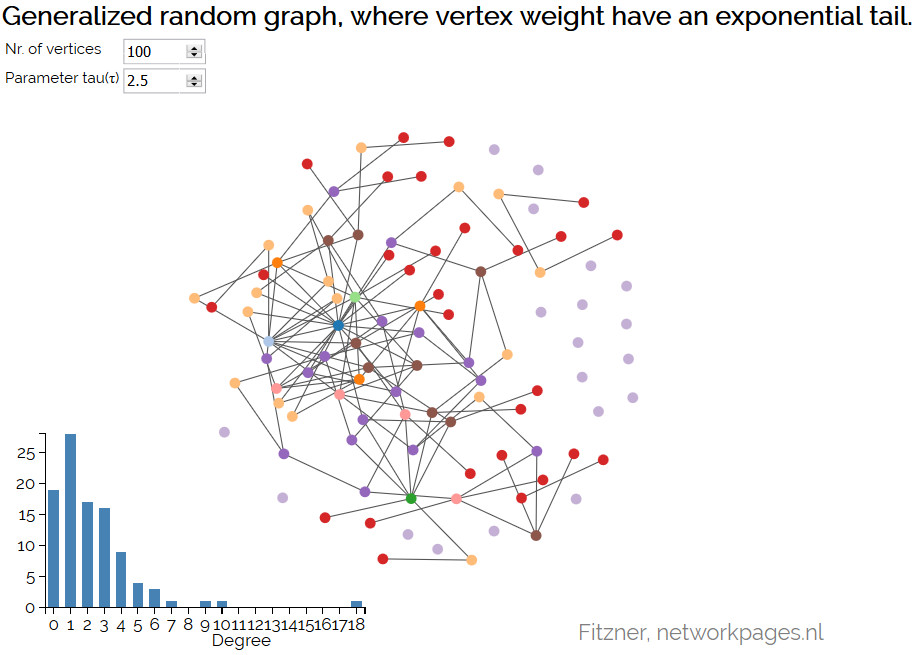 Generalized random graph, where vertex weight have an exponential tail.
Nr. of vertices 100
Parameter tau(τ) 2.5
25
20
15
10
5
0
0 1 2 3 4 5 6 7 8 9 10 11 12 13 14 15 16 17 18
Degree
Fitzner, networkpages.nl